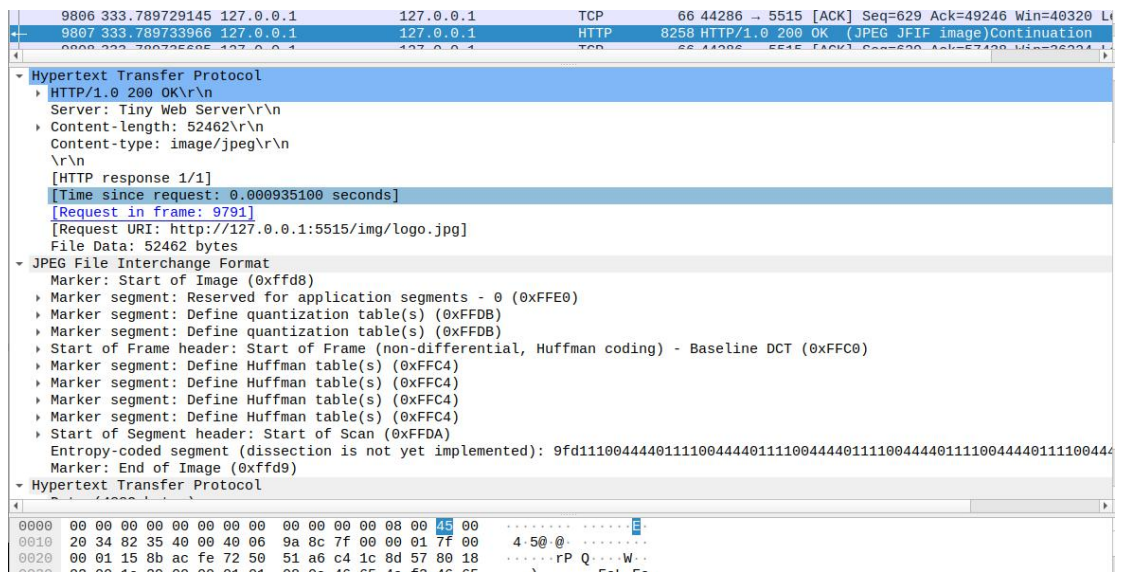 9806 333.789729145 127.0.0.1 127.0.0.1 TCP 66 44286 → 5515 [ACK] Seq=629 Ack=49246 Win=40320
9807 333.789733966 127.0.0.1 127.0.0.1 HTTP 8258 HTTP/1.0 200 OK (JPEG JFIF image)Continuation
Hypertext Transfer Protocol
HTTP/1.0 200 OK\r\n
Server: Tiny Web Server\r\n
Content-length: 52462\r\n
Content-type: image/jpeg\r\n
\r\n
[HTTP response 1/1]
[Time since request: 0.000935100 seconds]
[Request in frame: 9791]
[Request URI: http://127.0.0.1:5515/img/logo.jpg]
File Data: 52462 bytes
JPEG File Interchange Format
Marker: Start of Image (0xffd8)
Marker segment: Reserved for application segments - 0 (0xFFE0)
Marker segment: Define quantization table(s) (0xFFDB)
Marker segment: Define quantization table(s) (0xFFDB)
Start of Frame header: Start of Frame (non-differential, Huffman coding) - Baseline DCT (0xFFC0)
Marker segment: Define Huffman table(s) (0xFFC4)
Marker segment: Define Huffman table(s) (0xFFC4)
Marker segment: Define Huffman table(s) (0xFFC4)
Marker segment: Define Huffman table(s) (0xFFC4)
Start of Segment header: Start of Scan (0xFFDA)
Entropy-coded segment (dissection is not yet implemented): 9fd1110044440111100444401111004444011110044440111100444401111004444
Marker: End of Image (0xffd9)
Hypertext Transfer Protocol
0000 00 00 00 00 00 00 00 00 00 00 00 00 08 00 45 00 ········ ······E·
0010 20 34 82 35 40 00 40 06 9a 8c 7f 00 00 01 7f 00 4·5@·@· ········
0020 00 01 15 8b ac fe 72 50 51 a6 c4 1c 8d 57 80 18 ······rP Q····W··